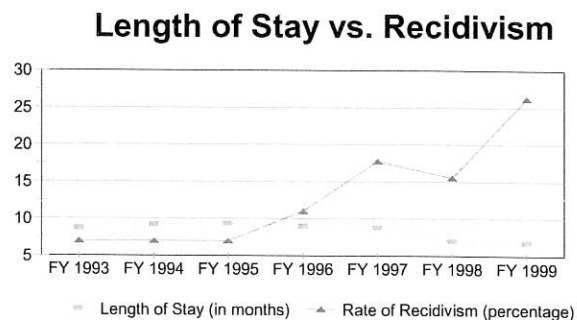 Length of Stay vs. Recidivism
30
25
20
15
10
5
FY 1993 FY 1994 FY 1995 FY 1996 FY 1997 FY 1998 FY 1999
Length of Stay (in months) Rate of Recidivism (percentage)